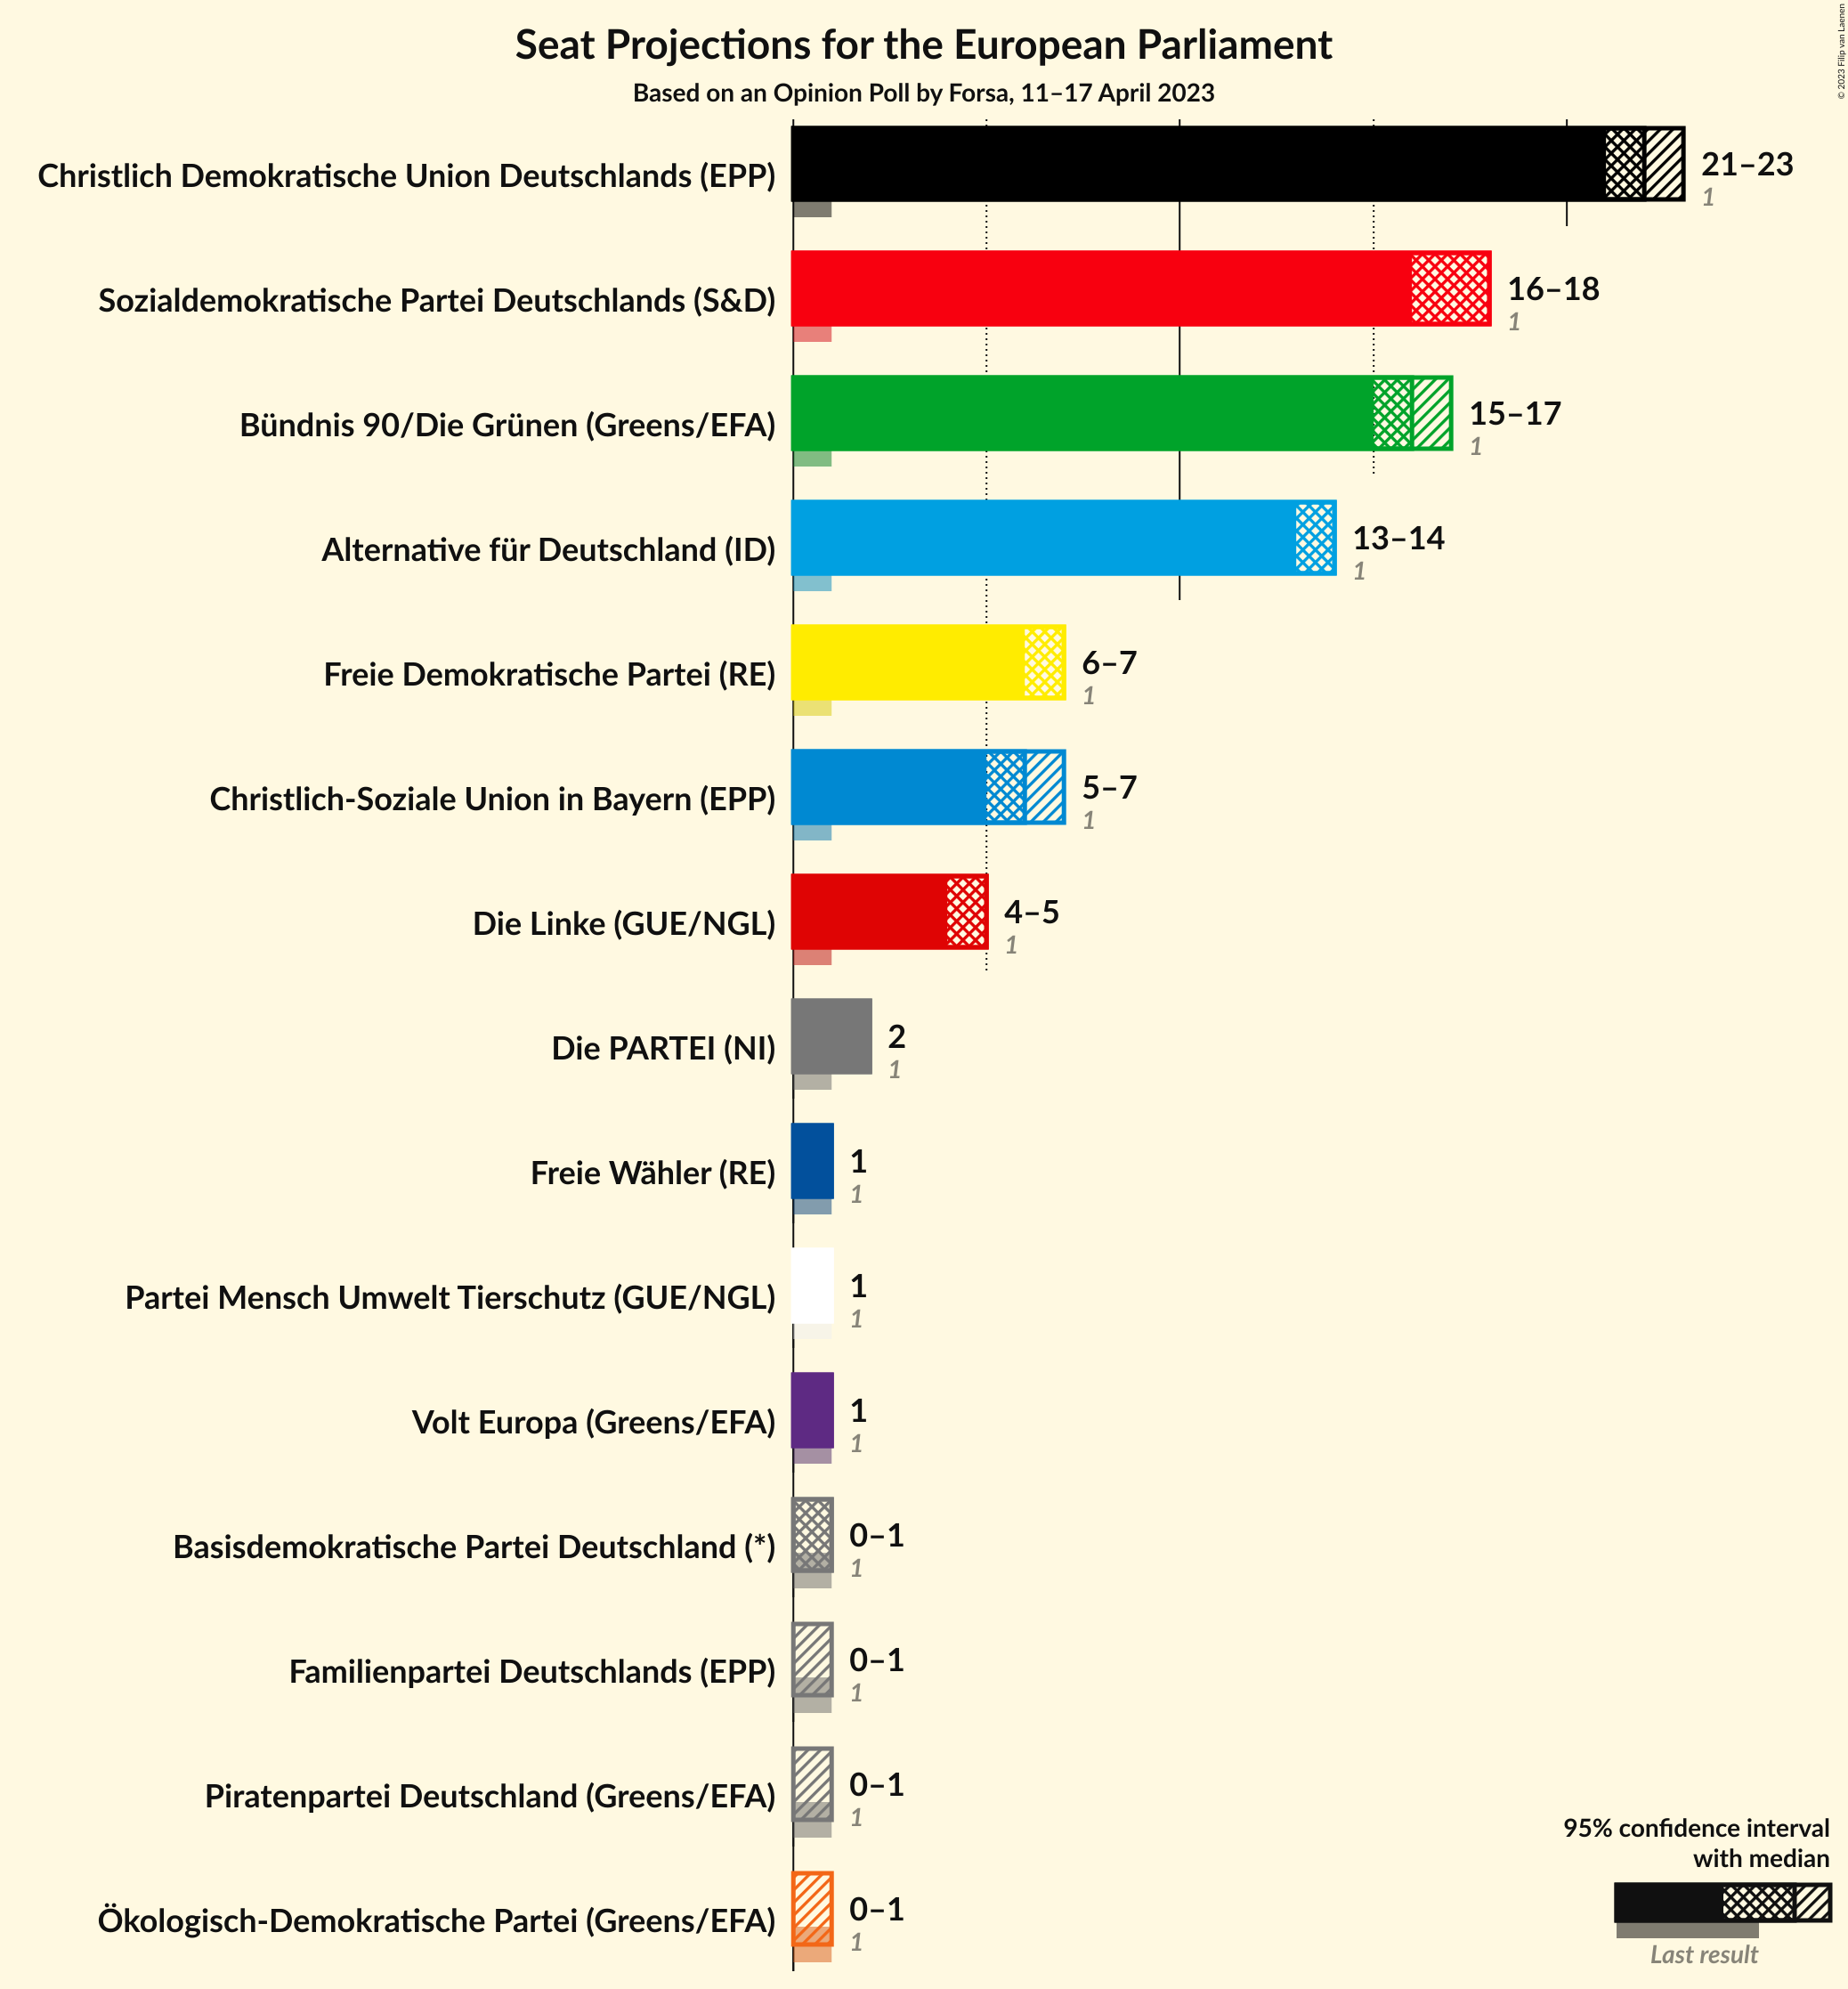 Seat Projections for the European Parliament
Based on an Opinion Poll by Forsa, 11–17 April 2023
© 2023 Filip van Laenen
Christlich Demokratische Union Deutschlands (EPP)
21–23
1
Sozialdemokratische Partei Deutschlands (S&D)
16–18
1
Bündnis 90/Die Grünen (Greens/EFA)
15–17
1
Alternative für Deutschland (ID)
13–14
1
Freie Demokratische Partei (RE)
6–7
1
Christlich-Soziale Union in Bayern (EPP)
5–7
1
Die Linke (GUE/NGL)
4–5
1
Die PARTEI (NI)
2
1
Freie Wähler (RE)
1
1
Partei Mensch Umwelt Tierschutz (GUE/NGL)
1
1
Volt Europa (Greens/EFA)
1
1
Basisdemokratische Partei Deutschland (*)
0–1
1
Familienpartei Deutschlands (EPP)
0–1
1
Piratenpartei Deutschland (Greens/EFA)
0–1
1
Ökologisch-Demokratische Partei (Greens/EFA)
0–1
1
95% confidence interval
with median
Last result